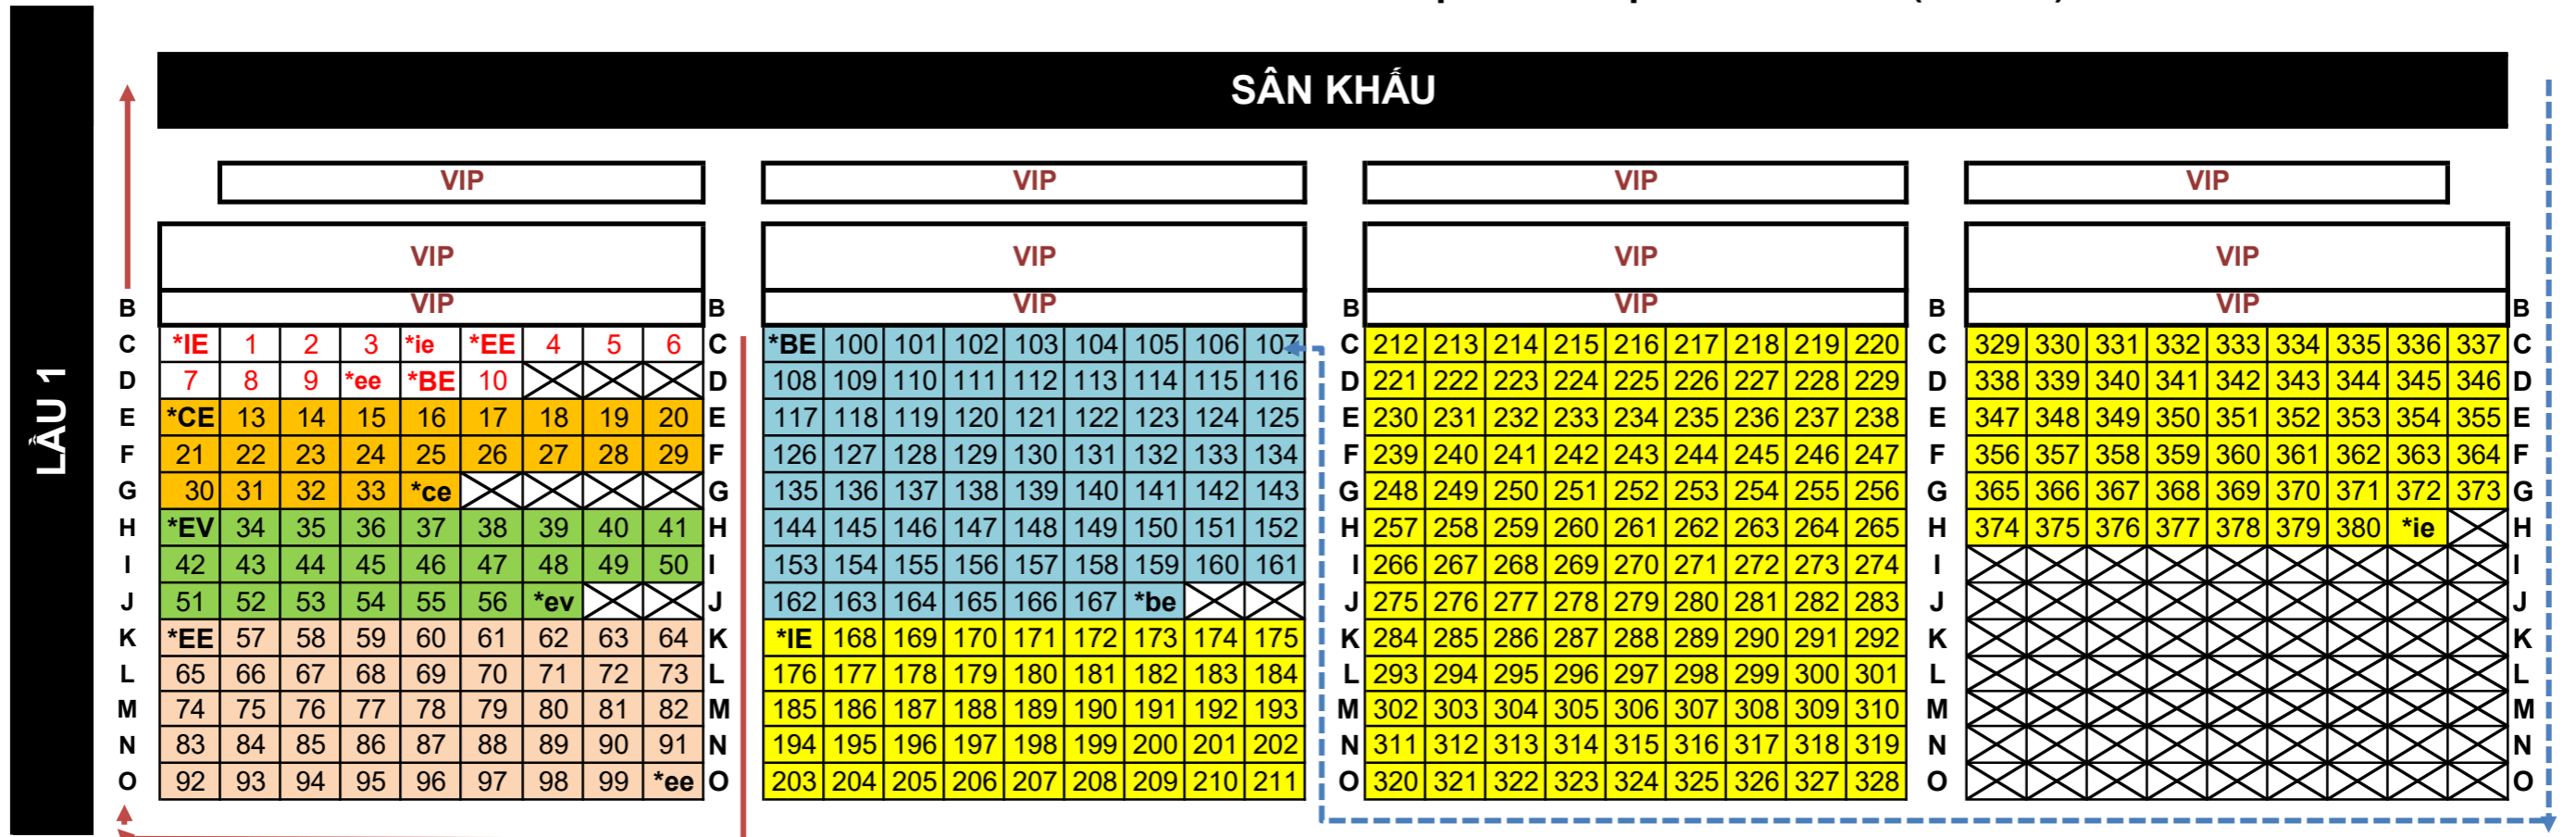 SÂN KHẤU
LẦU 1
VIP VIP VIP VIP
VIP VIP VIP VIP
B VIP B VIP B VIP B VIP B
C *IE 1 2 3 *ie *EE 4 5 6 C *BE 100 101 102 103 104 105 106 107 C 212 213 214 215 216 217 218 219 220 C 329 330 331 332 333 334 335 336 337 C
D 7 8 9 *ee *BE 10 D 108 109 110 111 112 113 114 115 116 D 221 222 223 224 225 226 227 228 229 D 338 339 340 341 342 343 344 345 346 D
E *CE 13 14 15 16 17 18 19 20 E 117 118 119 120 121 122 123 124 125 E 230 231 232 233 234 235 236 237 238 E 347 348 349 350 351 352 353 354 355 E
F 21 22 23 24 25 26 27 28 29 F 126 127 128 129 130 131 132 133 134 F 239 240 241 242 243 244 245 246 247 F 356 357 358 359 360 361 362 363 364 F
G 30 31 32 33 *ce G 135 136 137 138 139 140 141 142 143 G 248 249 250 251 252 253 254 255 256 G 365 366 367 368 369 370 371 372 373 G
H *EV 34 35 36 37 38 39 40 41 H 144 145 146 147 148 149 150 151 152 H 257 258 259 260 261 262 263 264 265 H 374 375 376 377 378 379 380 *ie H
I 42 43 44 45 46 47 48 49 50 I 153 154 155 156 157 158 159 160 161 I 266 267 268 269 270 271 272 273 274 I I
J 51 52 53 54 55 56 *ev J 162 163 164 165 166 167 *be J 275 276 277 278 279 280 281 282 283 J J
K *EE 57 58 59 60 61 62 63 64 K *IE 168 169 170 171 172 173 174 175 K 284 285 286 287 288 289 290 291 292 K K
L 65 66 67 68 69 70 71 72 73 L 176 177 178 179 180 181 182 183 184 L 293 294 295 296 297 298 299 300 301 L L
M 74 75 76 77 78 79 80 81 82 M 185 186 187 188 189 190 191 192 193 M 302 303 304 305 306 307 308 309 310 M M
N 83 84 85 86 87 88 89 90 91 N 194 195 196 197 198 199 200 201 202 N 311 312 313 314 315 316 317 318 319 N N
O 92 93 94 95 96 97 98 99 *ee O 203 204 205 206 207 208 209 210 211 O 320 321 322 323 324 325 326 327 328 O O